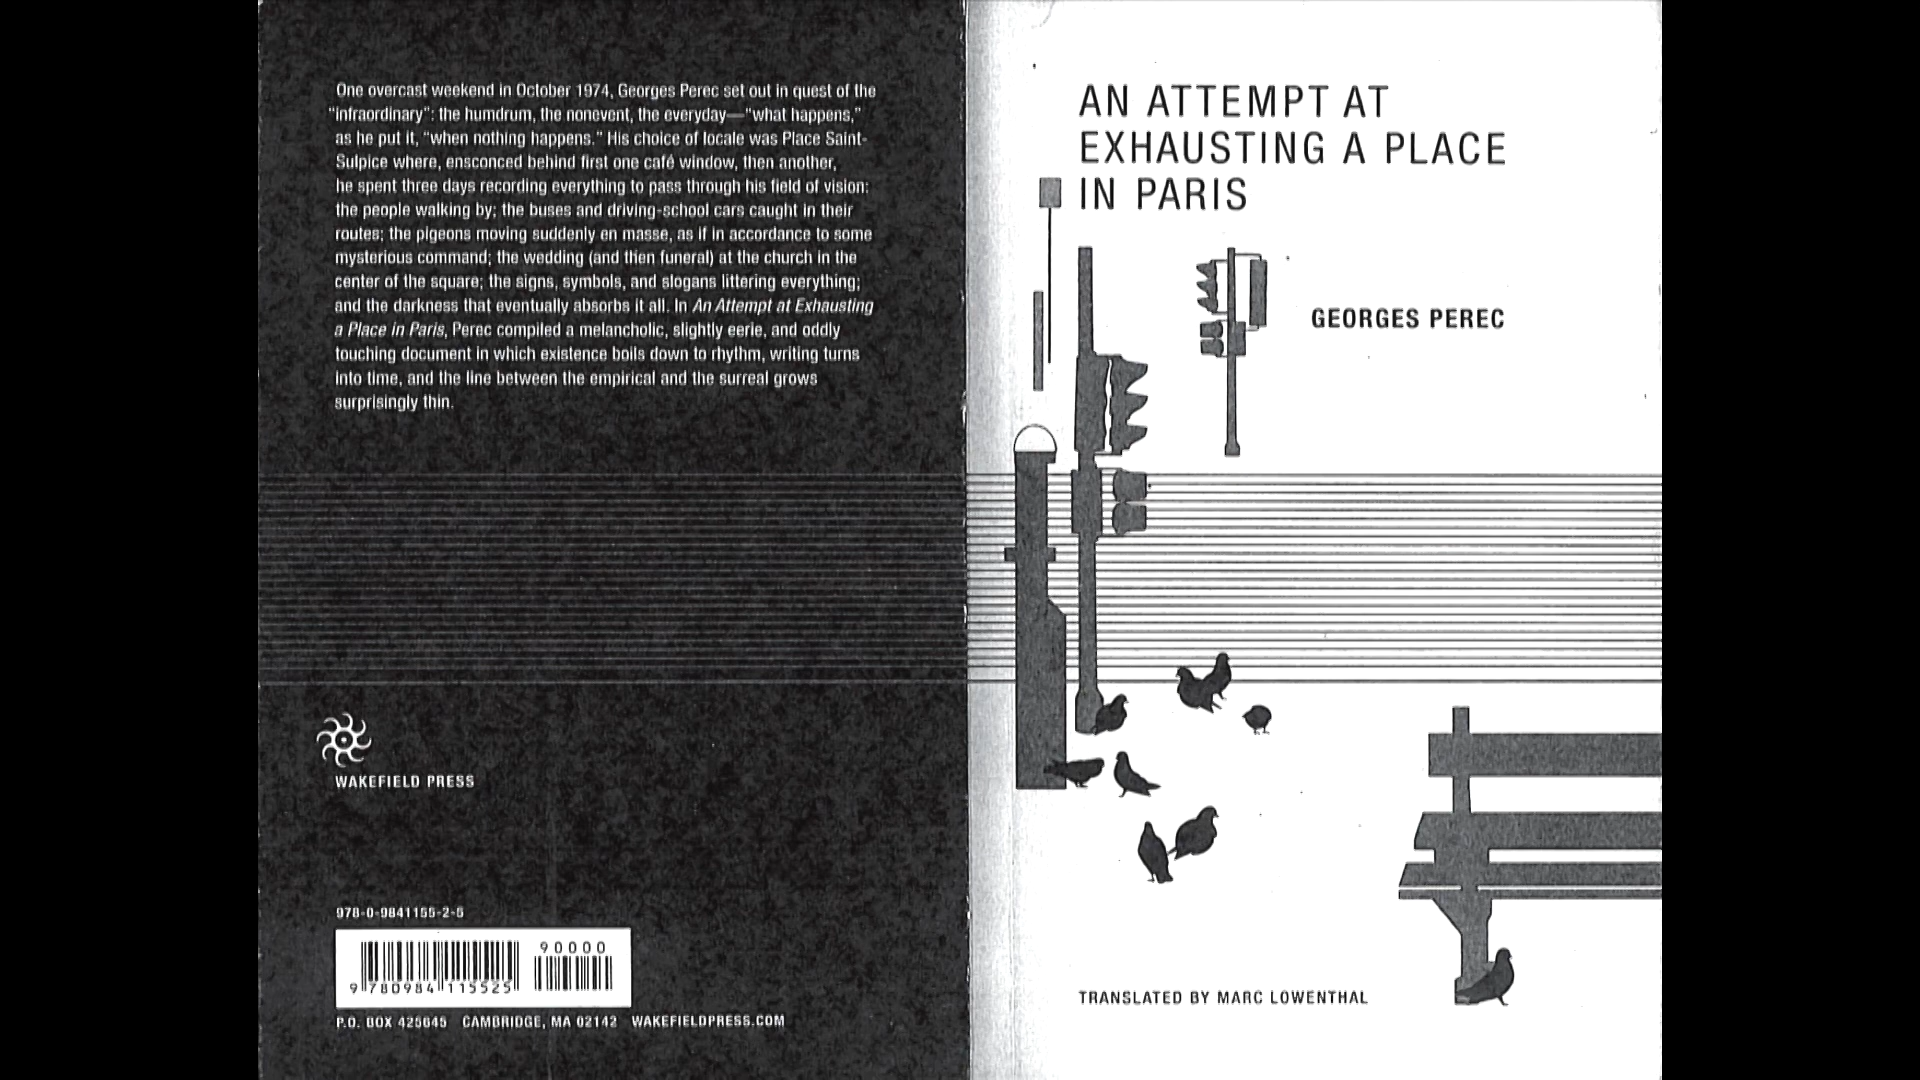 One overcast weekend in October 1974, Georges Perec set out in quest of the
“infraordinary”: the humdrum, the nonevent, the everyday—“what happens,”
as he put it, “when nothing happens.” His choice of locale was Place Saint-
Sulpice where, ensconced behind first one café window, then another,
he spent three days recording everything to pass through his field of vision:
the people walking by; the buses and driving-school cars caught in their
routes; the pigeons moving suddenly en masse, as if in accordance to some
mysterious command; the wedding (and then funeral) at the church in the
center of the square; the signs, symbols, and slogans littering everything;
and the darkness that eventually absorbs it all. In An Attempt at Exhausting
a Place in Paris, Perec compiled a melancholic, slightly eerie, and oddly
touching document in which existence boils down to rhythm, writing turns
into time, and the line between the empirical and the surreal grows
surprisingly thin.
WAKEFIELD PRESS
978-0-9841155-2-5
90000
9 780984 115525
P.O. BOX 425645 CAMBRIDGE, MA 02142 WAKEFIELDPRESS.COM
AN ATTEMPT AT
EXHAUSTING A PLACE
IN PARIS
GEORGES PEREC
TRANSLATED BY MARC LOWENTHAL